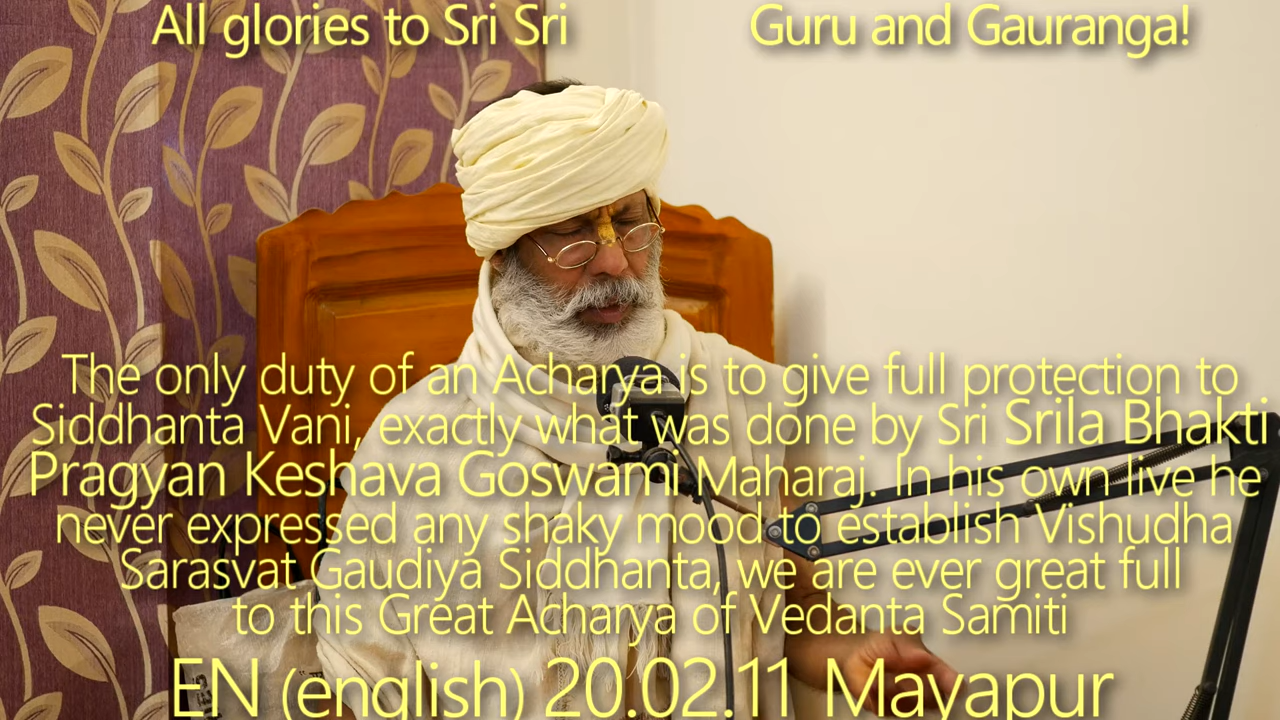 All glories to Sri Sri Guru and Gauranga!
The only duty of an Acharya is to give full protection to
Siddhanta Vani, exactly what was done by Sri Srila Bhakti
Pragyan Keshava Goswami Maharaj. In his own live he
never expressed any shaky mood to establish Vishudha
Sarasvat Gaudiya Siddhanta, we are ever great full
to this Great Acharya of Vedanta Samiti
EN (english) 20.02.11 Mayapur